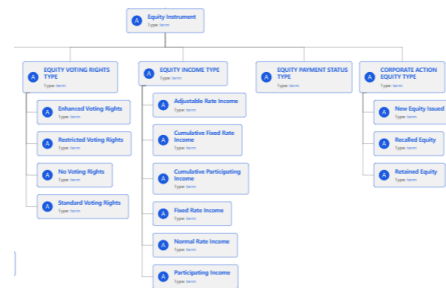 Equity Instrument
Type: term
A
EQUITY VOTING RIGHTS
TYPE
Type: term
A
EQUITY INCOME TYPE
Type: term
A
EQUITY PAYMENT STATUS
TYPE
Type: term
A
CORPORATE ACTION
EQUITY TYPE
Type: term
A
Enhanced Voting Rights
Type: term
A
Restricted Voting Rights
Type: term
A
No Voting Rights
Type: term
A
Standard Voting Rights
Type: term
A
Adjustable Rate Income
Type: term
A
Cumulative Fixed Rate
Income
Type: term
A
Cumulative Participating
Income
Type: term
A
Fixed Rate Income
Type: term
A
Normal Rate Income
Type: term
A
Participating Income
Type: term
A
New Equity Issued
Type: term
A
Recalled Equity
Type: term
A
Retained Equity
Type: term
A